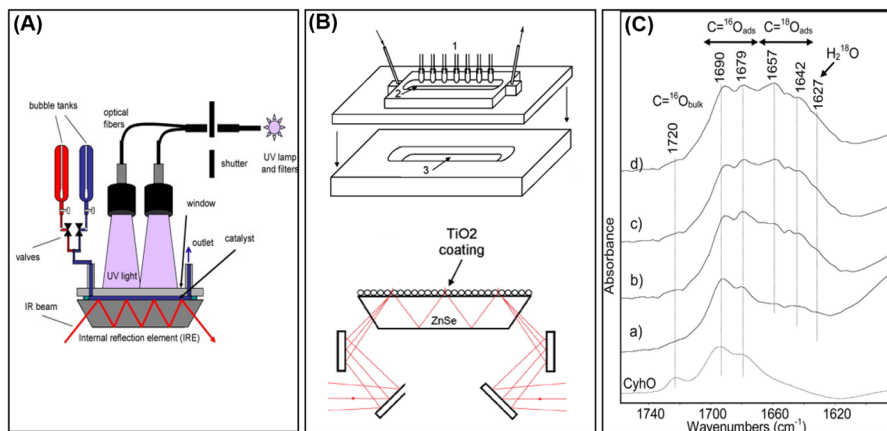 (A)
bubble tanks
optical
fibers
shutter
UV lamp
and filters
window
valves
outlet
catalyst
UV light
IR beam
Internal reflection element (IRE)
(B)
1
2
3
TiO2
coating
ZnSe
(C)
C=¹⁶Oads
C=¹⁸Oads
H₂¹⁸O
C=¹⁶Obulk
1720
1690
1679
1657
1642
1627
d)
c)
b)
a)
CyhO
Absorbance
1740 1700 1660 1620
Wavenumbers (cm⁻¹)